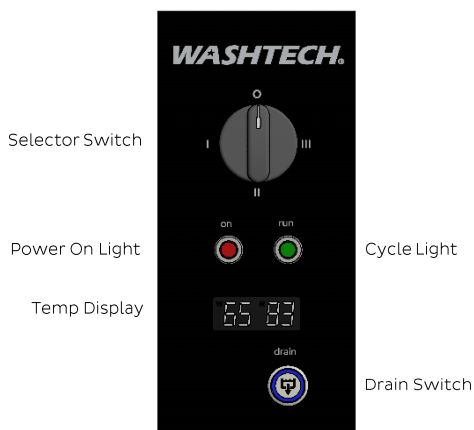 WASHTECH®
O
Selector Switch
I
III
II
on run
Power On Light
Cycle Light
Temp Display
W 65 R 83
drain
Drain Switch